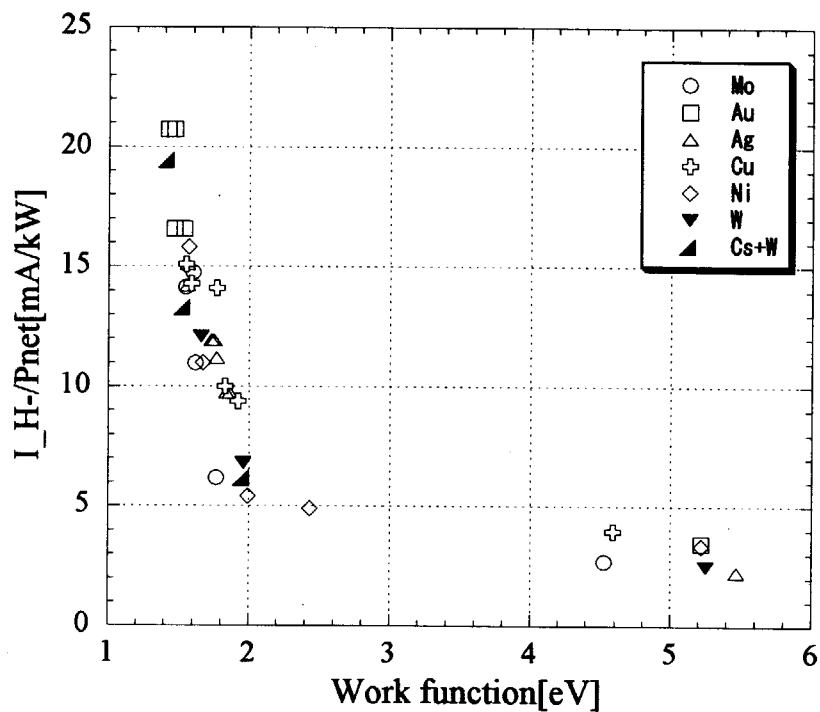 25
20
15
10
5
0
I_H-/Pnet[mA/kW]
Mo
Au
Ag
Cu
Ni
W
Cs+W
1 2 3 4 5 6
Work function[eV]